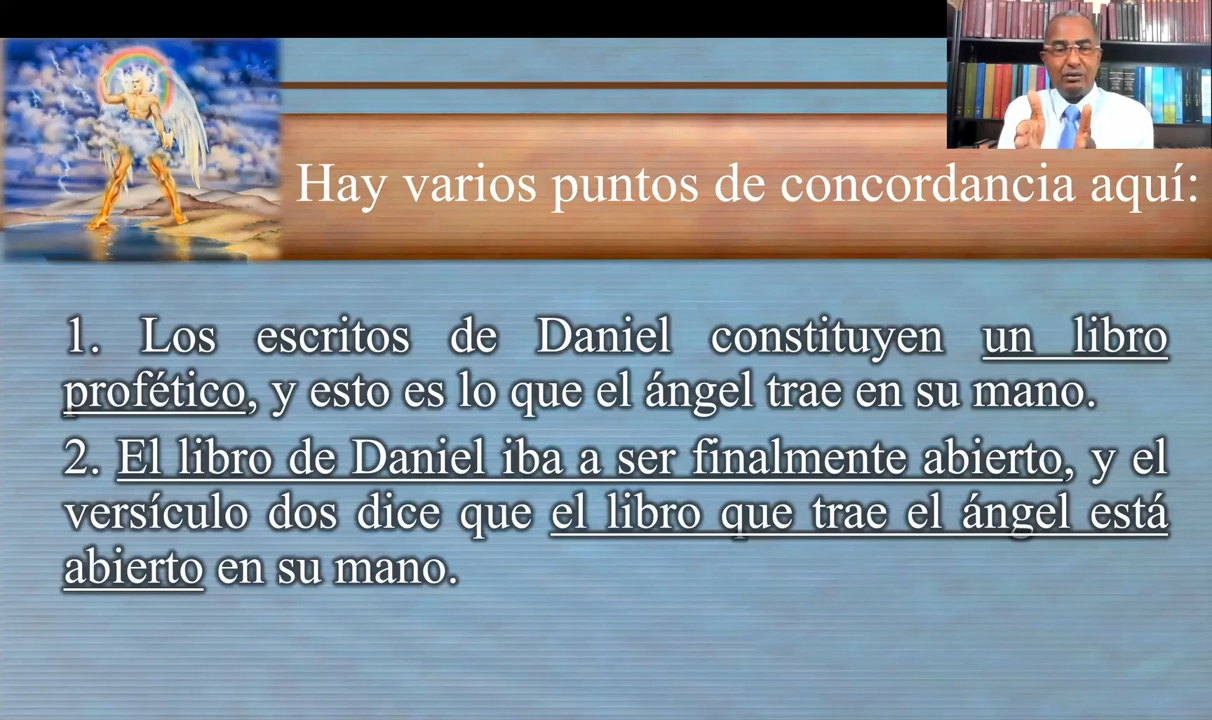 Hay varios puntos de concordancia aquí:
1. Los escritos de Daniel constituyen un libro
profético, y esto es lo que el ángel trae en su mano.
2. El libro de Daniel iba a ser finalmente abierto, y el
versículo dos dice que el libro que trae el ángel está
abierto en su mano.